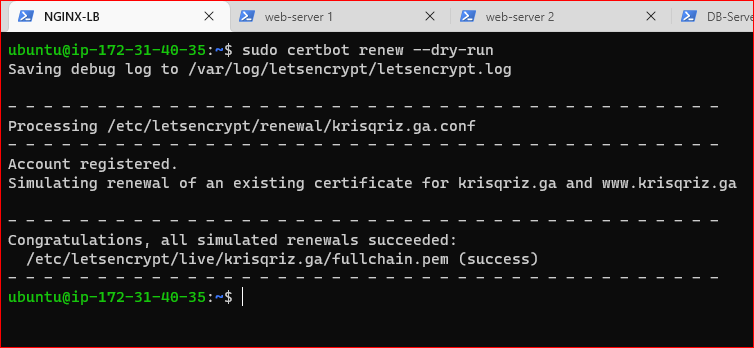 NGINX-LB web-server 1 web-server 2 DB-Serve
ubuntu@ip-172-31-40-35:~$ sudo certbot renew --dry-run
Saving debug log to /var/log/letsencrypt/letsencrypt.log
- - - - - - - - - - - - - - - - - - - - - - - - - - - - - - - - - - - - - - - -
Processing /etc/letsencrypt/renewal/krisqriz.ga.conf
- - - - - - - - - - - - - - - - - - - - - - - - - - - - - - - - - - - - - - - -
Account registered.
Simulating renewal of an existing certificate for krisqriz.ga and www.krisqriz.ga
- - - - - - - - - - - - - - - - - - - - - - - - - - - - - - - - - - - - - - - -
Congratulations, all simulated renewals succeeded:
/etc/letsencrypt/live/krisqriz.ga/fullchain.pem (success)
- - - - - - - - - - - - - - - - - - - - - - - - - - - - - - - - - - - - - - - -
ubuntu@ip-172-31-40-35:~$